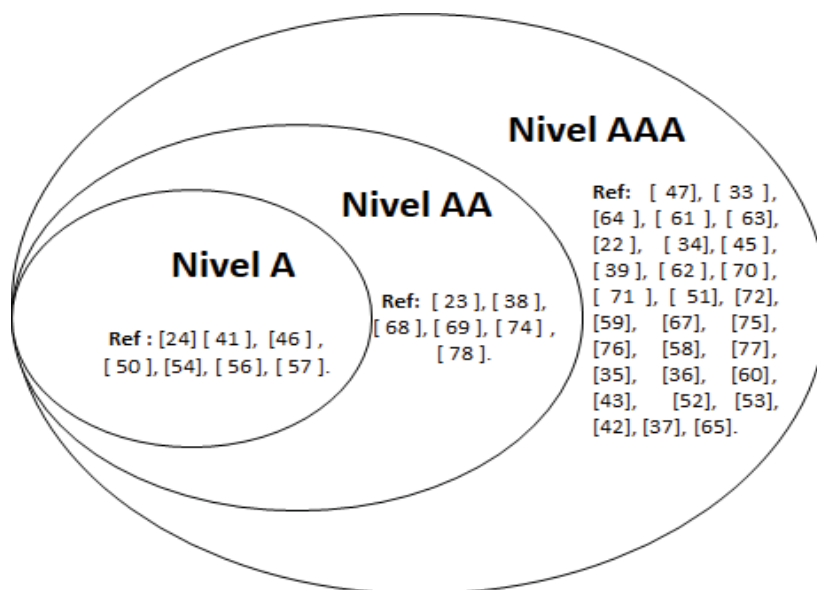 Nivel AAA
Ref: [ 47], [ 33 ],
[64 ], [ 61 ], [ 63],
[22 ], [ 34], [ 45 ],
[ 39 ], [ 62 ], [ 70 ],
[ 71 ], [ 51], [72],
[59], [67], [75],
[76], [58], [77],
[35], [36], [60],
[43], [52], [53],
[42], [37], [65].
Nivel AA
Ref: [ 23 ], [ 38 ],
[ 68 ], [ 69 ], [ 74 ] ,
[ 78 ].
Nivel A
Ref : [24] [ 41 ], [46 ] ,
[ 50 ], [54], [ 56 ], [ 57 ].